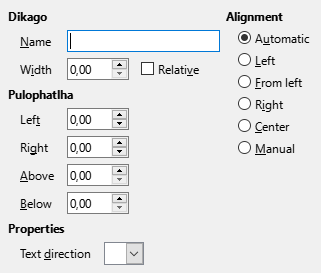 Dikago
Name
Width 0,00 Relative
Pulophatlha
Left 0,00
Right 0,00
Above 0,00
Below 0,00
Properties
Text direction
Alignment
Automatic
Left
From left
Right
Center
Manual